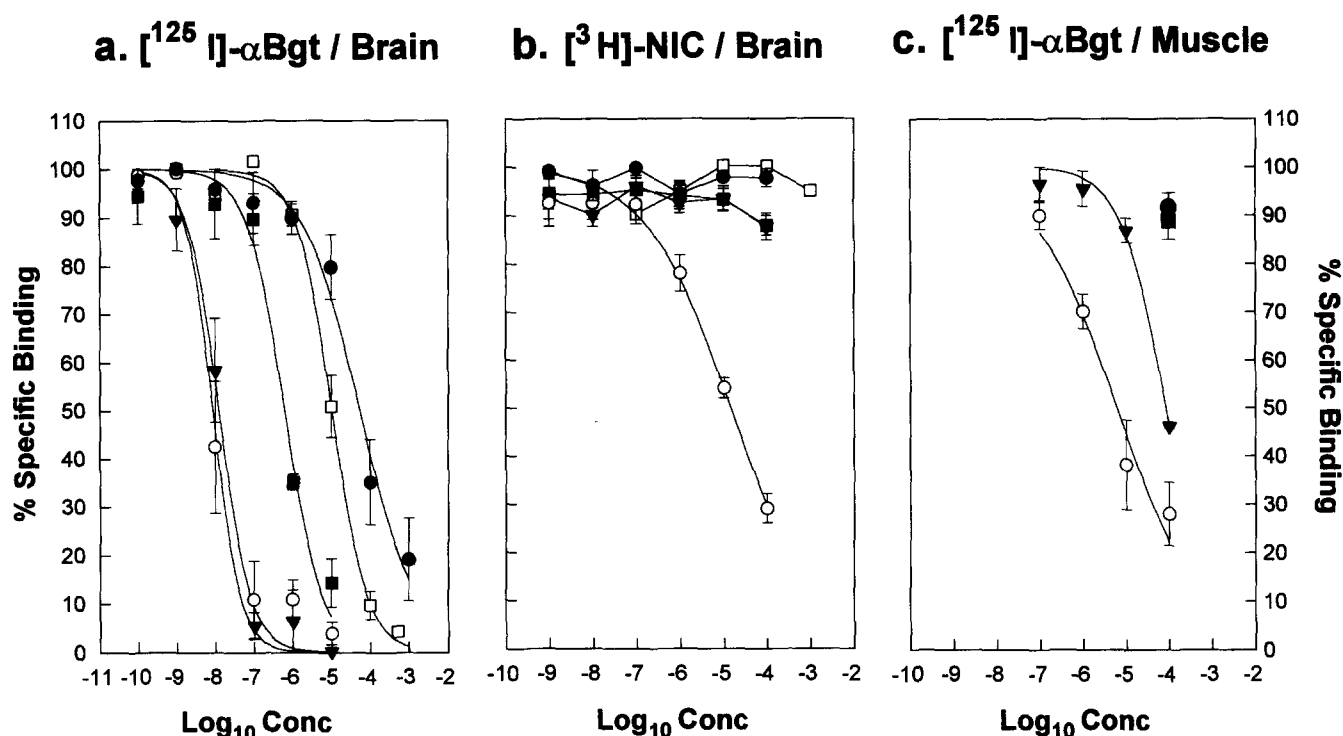 a. [¹²⁵ I]-αBgt / Brain
b. [³ H]-NIC / Brain
c. [¹²⁵ I]-αBgt / Muscle
% Specific Binding
110
100
90
80
70
60
50
40
30
20
10
0
-11 -10 -9 -8 -7 -6 -5 -4 -3 -2
Log₁₀ Conc
-10 -9 -8 -7 -6 -5 -4 -3 -2
Log₁₀ Conc
-10 -9 -8 -7 -6 -5 -4 -3 -2
Log₁₀ Conc
110
100
90
80
70
60
50
40
30
20
10
0
% Specific Binding